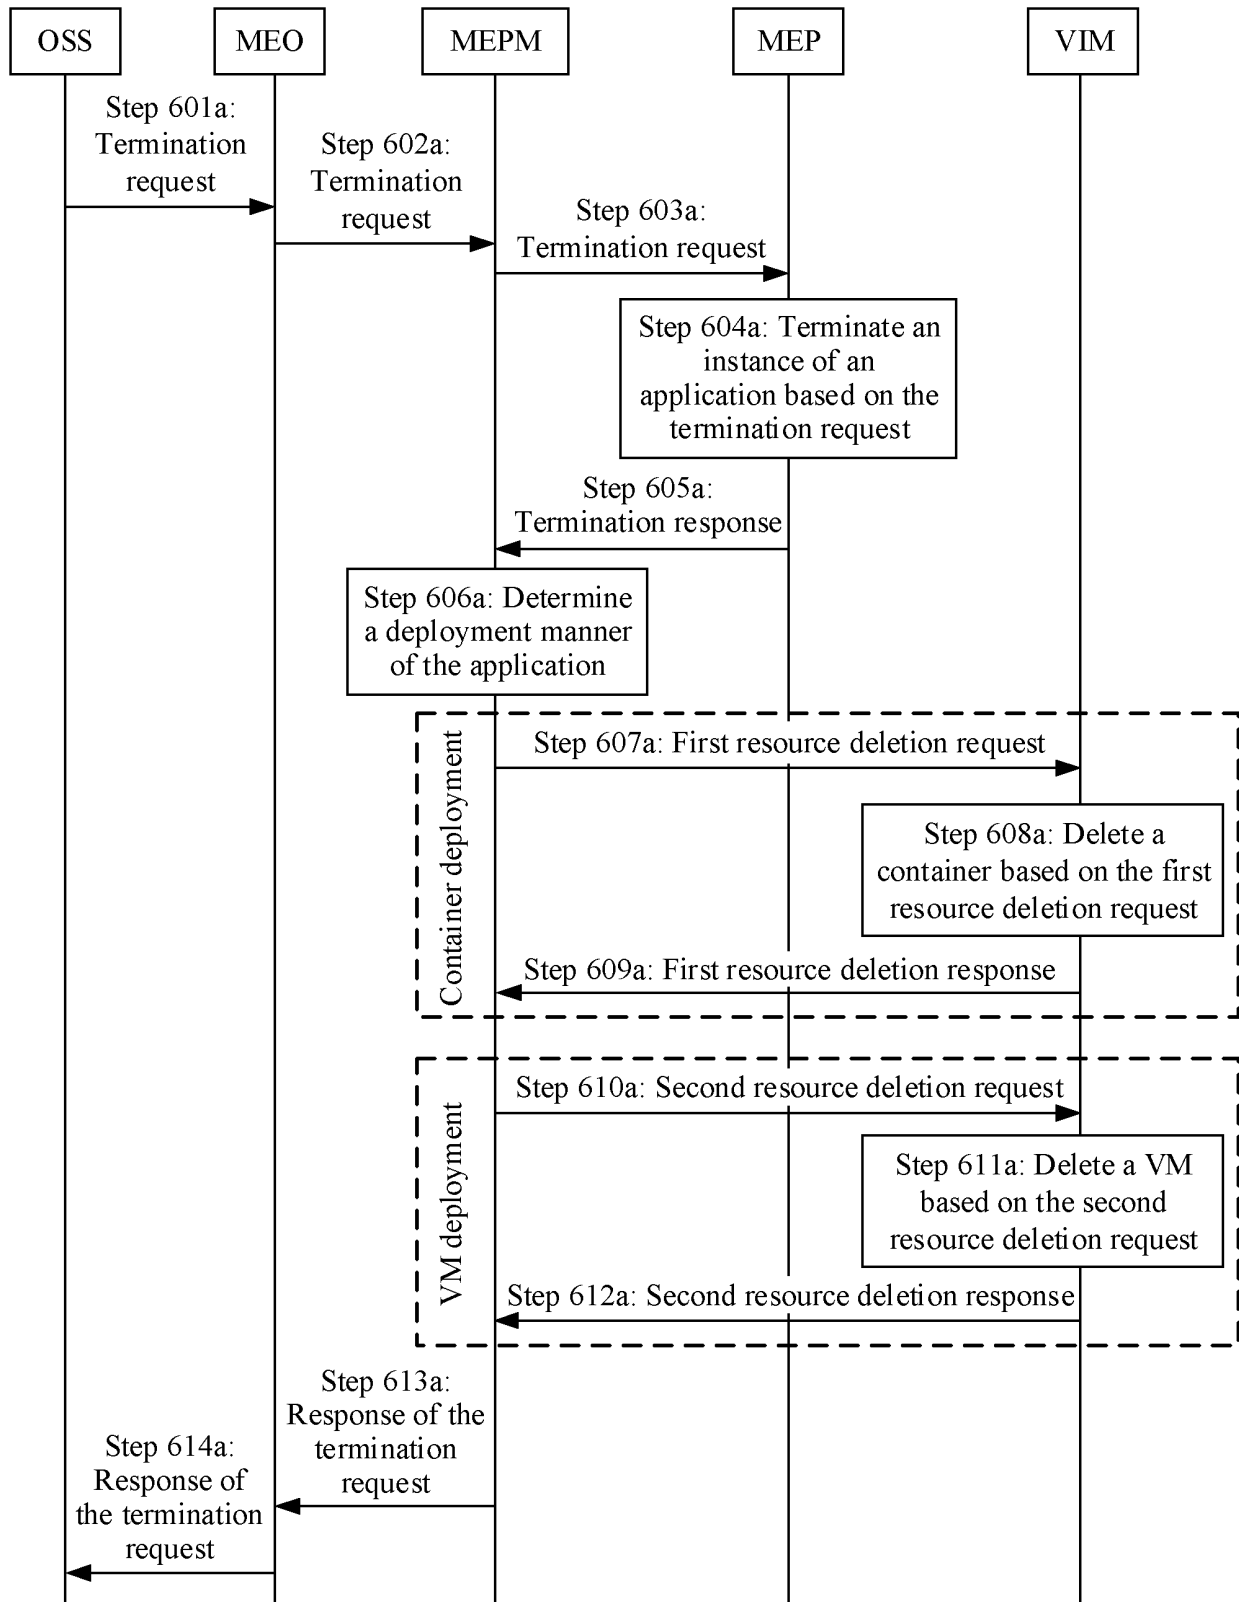 OSS
MEO
MEPM
MEP
VIM
Step 601a:
Termination
request
Step 602a:
Termination
request
Step 603a:
Termination request
Step 604a: Terminate an
instance of an
application based on the
termination request
Step 605a:
Termination response
Step 606a: Determine
a deployment manner
of the application
Container deployment
Step 607a: First resource deletion request
Step 608a: Delete a
container based on the first
resource deletion request
Step 609a: First resource deletion response
VM deployment
Step 610a: Second resource deletion request
Step 611a: Delete a VM
based on the second
resource deletion request
Step 612a: Second resource deletion response
Step 613a:
Response of the
termination
request
Step 614a:
Response of
the termination
request